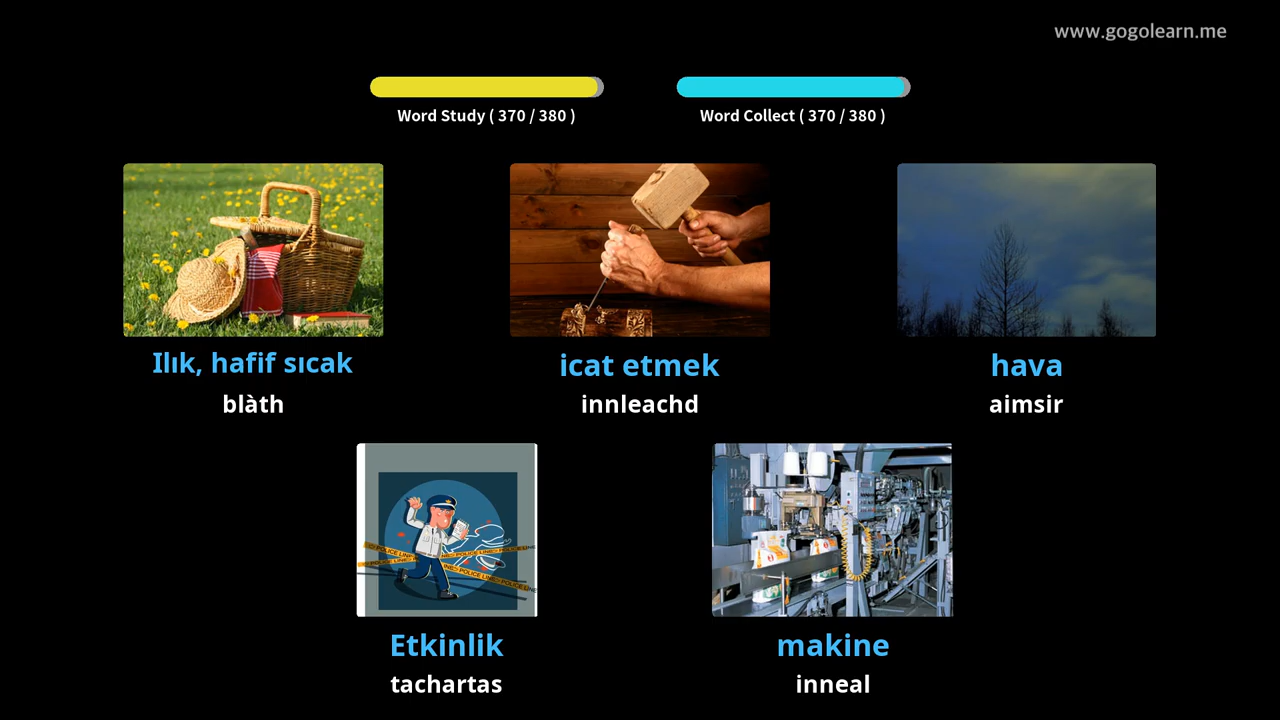 www.gogolearn.me
Word Study ( 370 / 380 )
Word Collect ( 370 / 380 )
Ilık, hafif sıcak
blàth
icat etmek
innleachd
hava
aimsir
Etkinlik
tachartas
makine
inneal